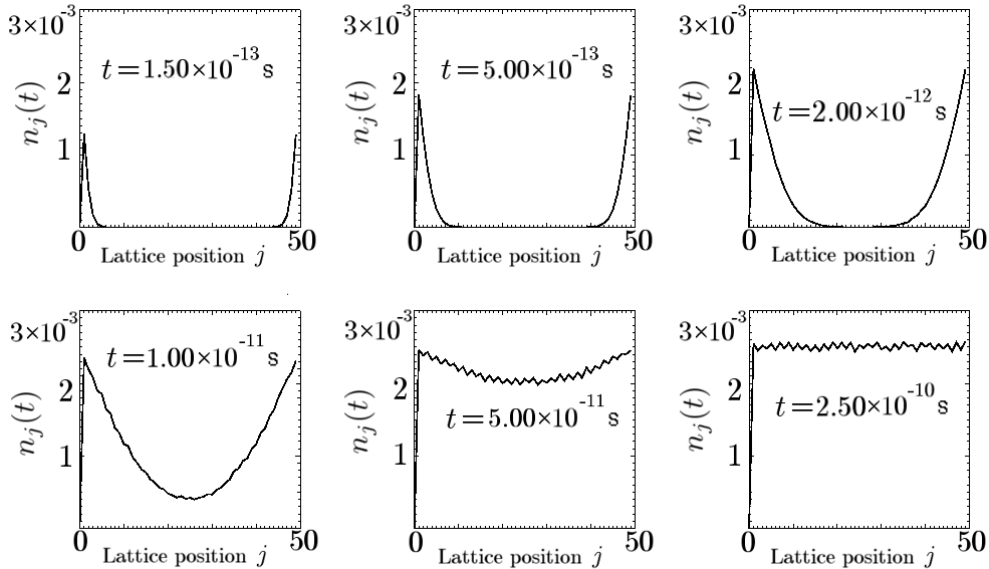 3×10⁻³
t=1.50×10⁻¹³ s
2
n_j(t)
1
0
50
Lattice position j
3×10⁻³
t=5.00×10⁻¹³ s
2
n_j(t)
1
0
50
Lattice position j
3×10⁻³
2
t=2.00×10⁻¹² s
n_j(t)
1
0
50
Lattice position j
3×10⁻³
t=1.00×10⁻¹¹ s
2
n_j(t)
1
0
50
Lattice position j
3×10⁻³
2
t=5.00×10⁻¹¹ s
n_j(t)
1
0
50
Lattice position j
3×10⁻³
2
t=2.50×10⁻¹⁰ s
n_j(t)
1
0
50
Lattice position j